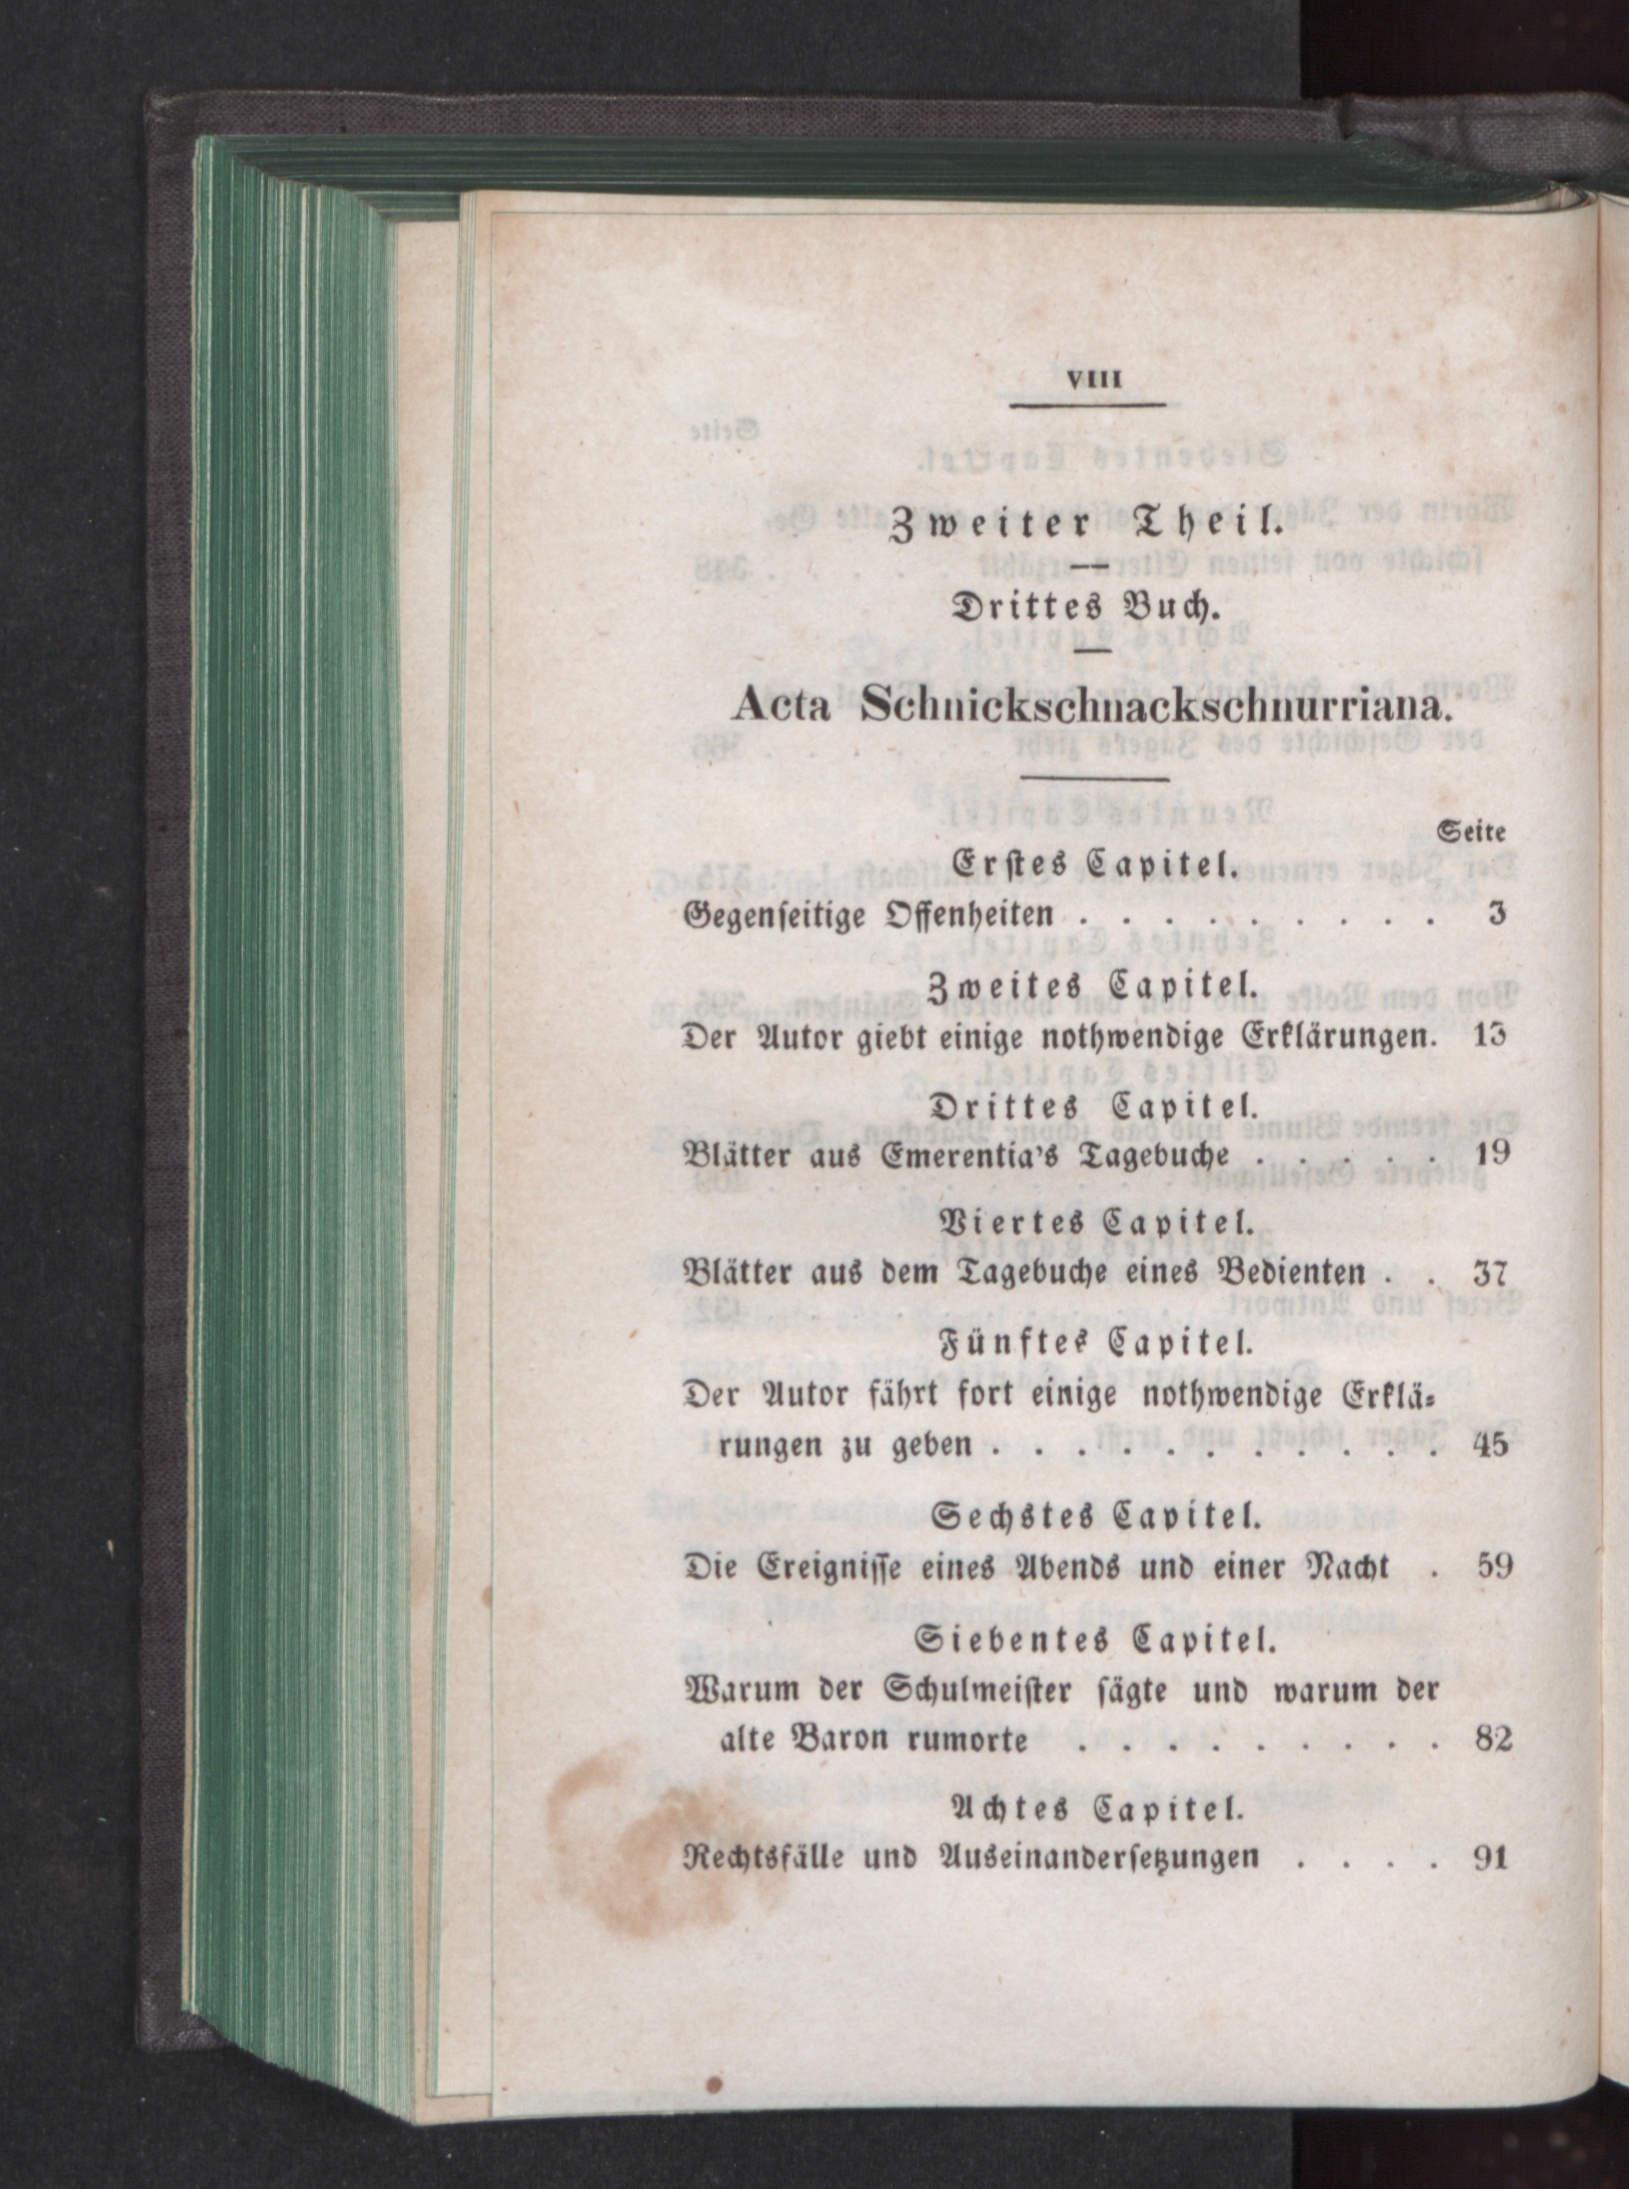 VIII
Zweiter Theil.
Drittes Buch.
Acta Schnickschnackschnurriana.
Seite
Erstes Capitel.
Gegenseitige Offenheiten . . . . . . . . . 3
Zweites Capitel.
Der Autor giebt einige nothwendige Erklärungen. 13
Drittes Capitel.
Blätter aus Emerentia's Tagebuche . . . . . 19
Viertes Capitel.
Blätter aus dem Tagebuche eines Bedienten . . 37
Fünftes Capitel.
Der Autor fährt fort einige nothwendige Erklä-
rungen zu geben . . . . . . . . . . . 45
Sechstes Capitel.
Die Ereignisse eines Abends und einer Nacht . 59
Siebentes Capitel.
Warum der Schulmeister sägte und warum der
alte Baron rumorte . . . . . . . . . 82
Achtes Capitel.
Rechtsfälle und Auseinandersetzungen . . . . 91